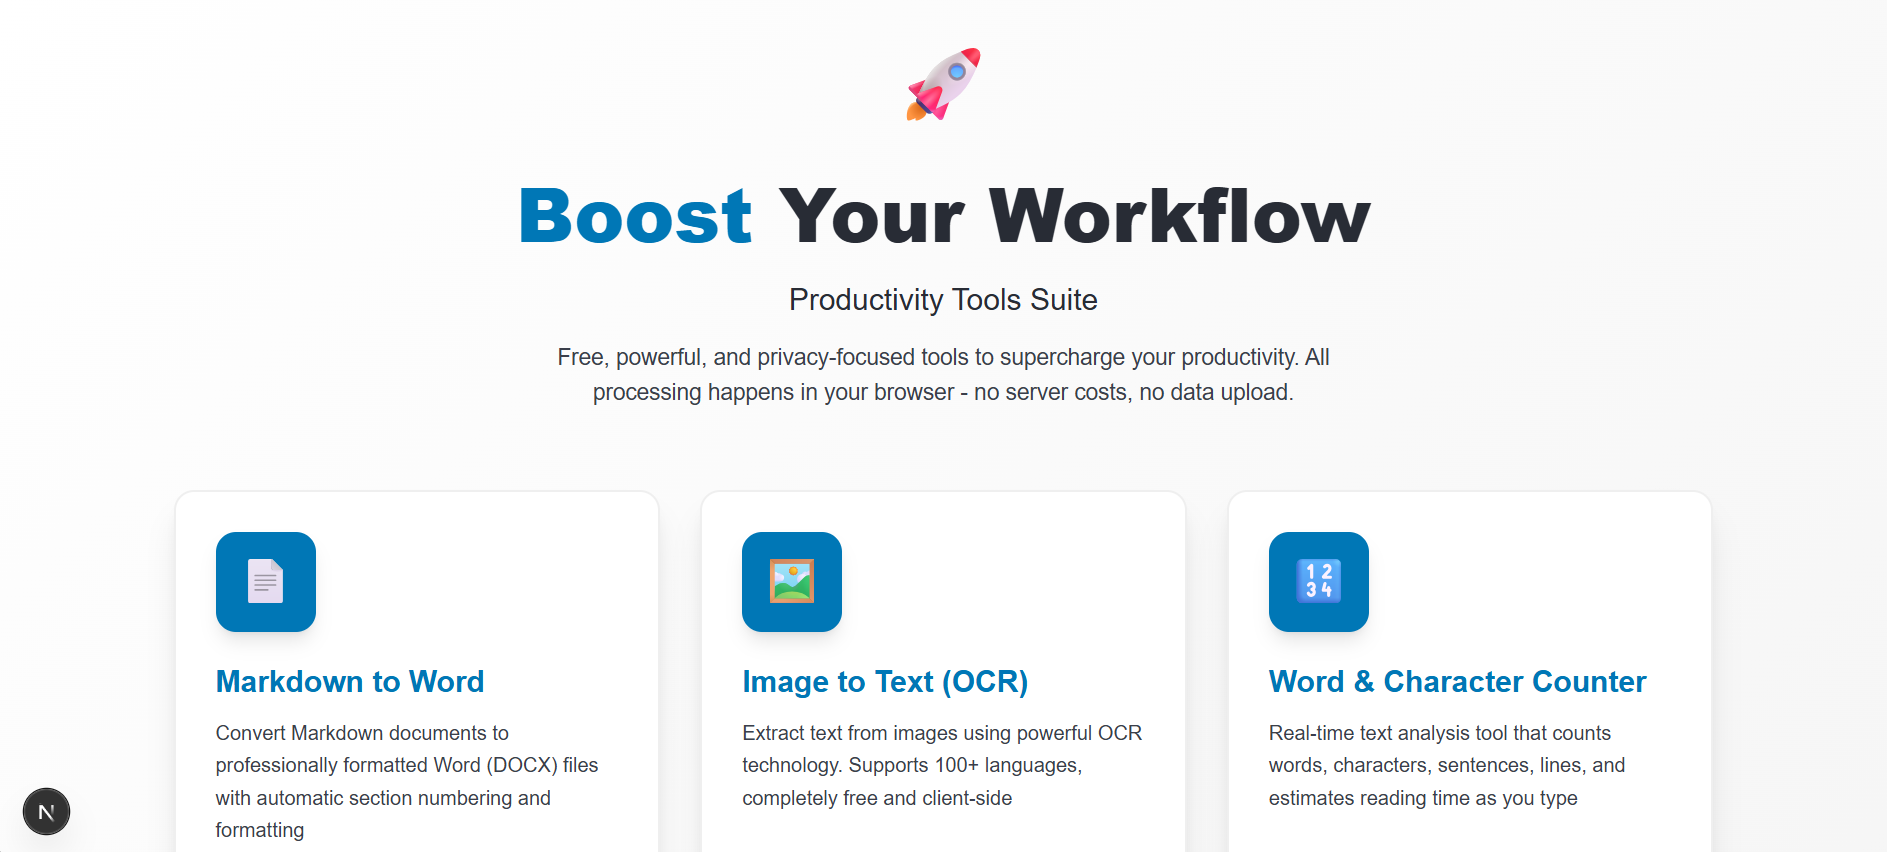 Boost Your Workflow
Productivity Tools Suite
Free, powerful, and privacy-focused tools to supercharge your productivity. All
processing happens in your browser - no server costs, no data upload.
1 2
3 4
Markdown to Word
Convert Markdown documents to
professionally formatted Word (DOCX) files
with automatic section numbering and
formatting
Image to Text (OCR)
Extract text from images using powerful OCR
technology. Supports 100+ languages,
completely free and client-side
Word & Character Counter
Real-time text analysis tool that counts
words, characters, sentences, lines, and
estimates reading time as you type
N